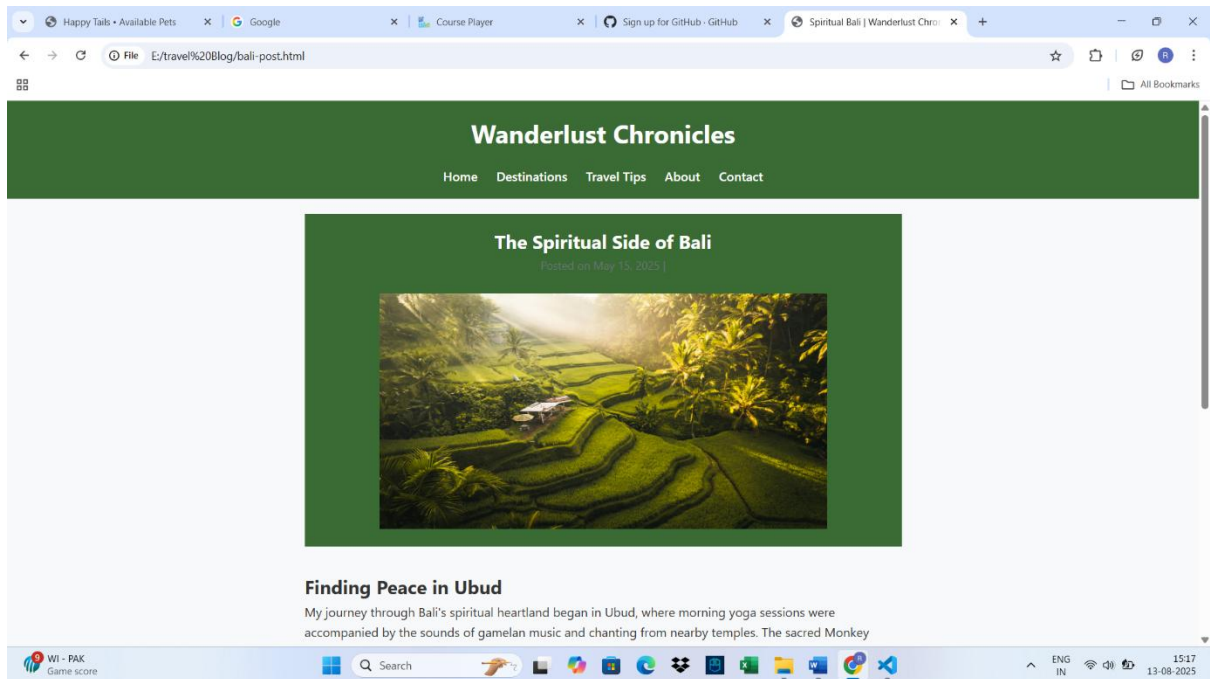 Happy Tails • Available Pets
Google
Course Player
Sign up for GitHub · GitHub
Spiritual Bali | Wanderlust Chro
File E:/travel%20Blog/bali-post.html
R
All Bookmarks
Wanderlust Chronicles
Home Destinations Travel Tips About Contact
The Spiritual Side of Bali
Posted on May 15, 2025 |
Finding Peace in Ubud
My journey through Bali's spiritual heartland began in Ubud, where morning yoga sessions were
accompanied by the sounds of gamelan music and chanting from nearby temples. The sacred Monkey
9
WI - PAK
Game score
Search
ENG
IN
15:17
13-08-2025